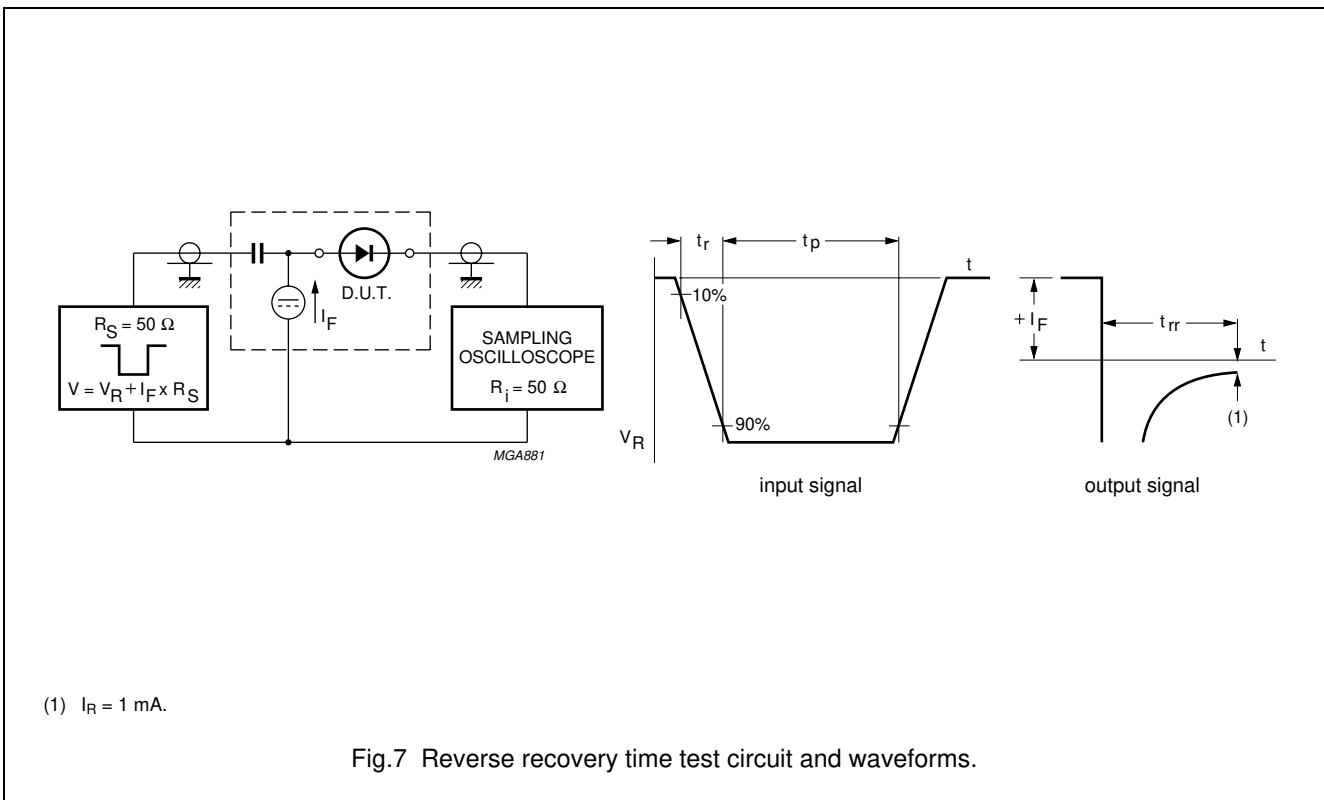 R_S = 50 Ω
V = V_R + I_F x R_S
I_F
D.U.T.
SAMPLING
OSCILLOSCOPE
R_i = 50 Ω
MGA881
t_r
t_p
t
10%
90%
V_R
input signal
+ I_F
t_rr
t
(1)
output signal
(1) I_R = 1 mA.
Fig.7 Reverse recovery time test circuit and waveforms.